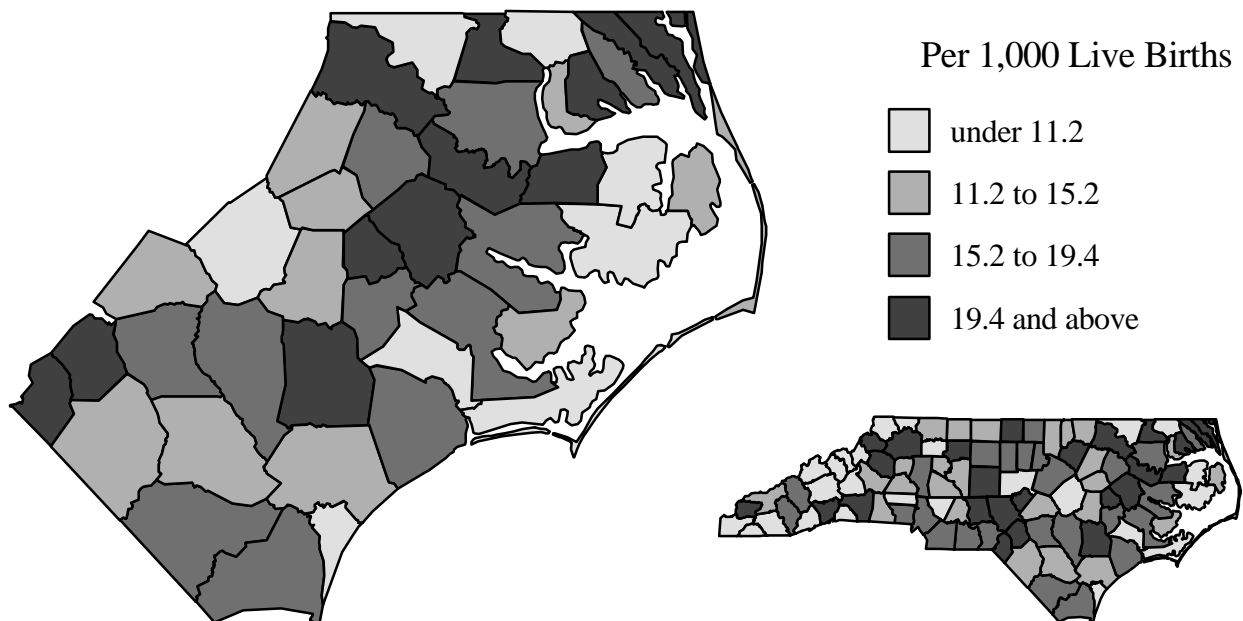 Per 1,000 Live Births
under 11.2
11.2 to 15.2
15.2 to 19.4
19.4 and above